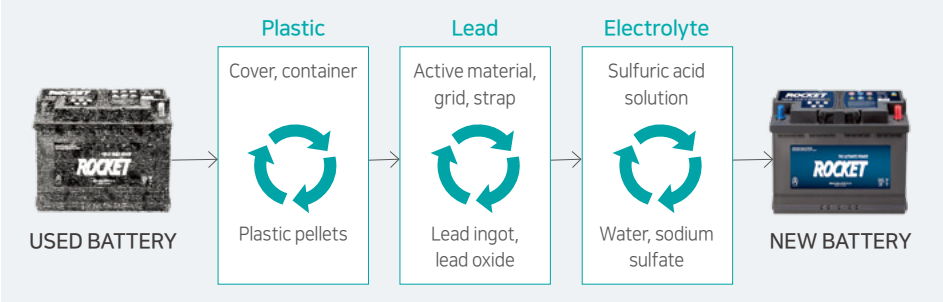 Plastic
Lead
Electrolyte
Cover, container
Active material,
grid, strap
Sulfuric acid
solution
ROCKET
ROCKET
Plastic pellets
Lead ingot,
lead oxide
Water, sodium
sulfate
USED BATTERY
NEW BATTERY